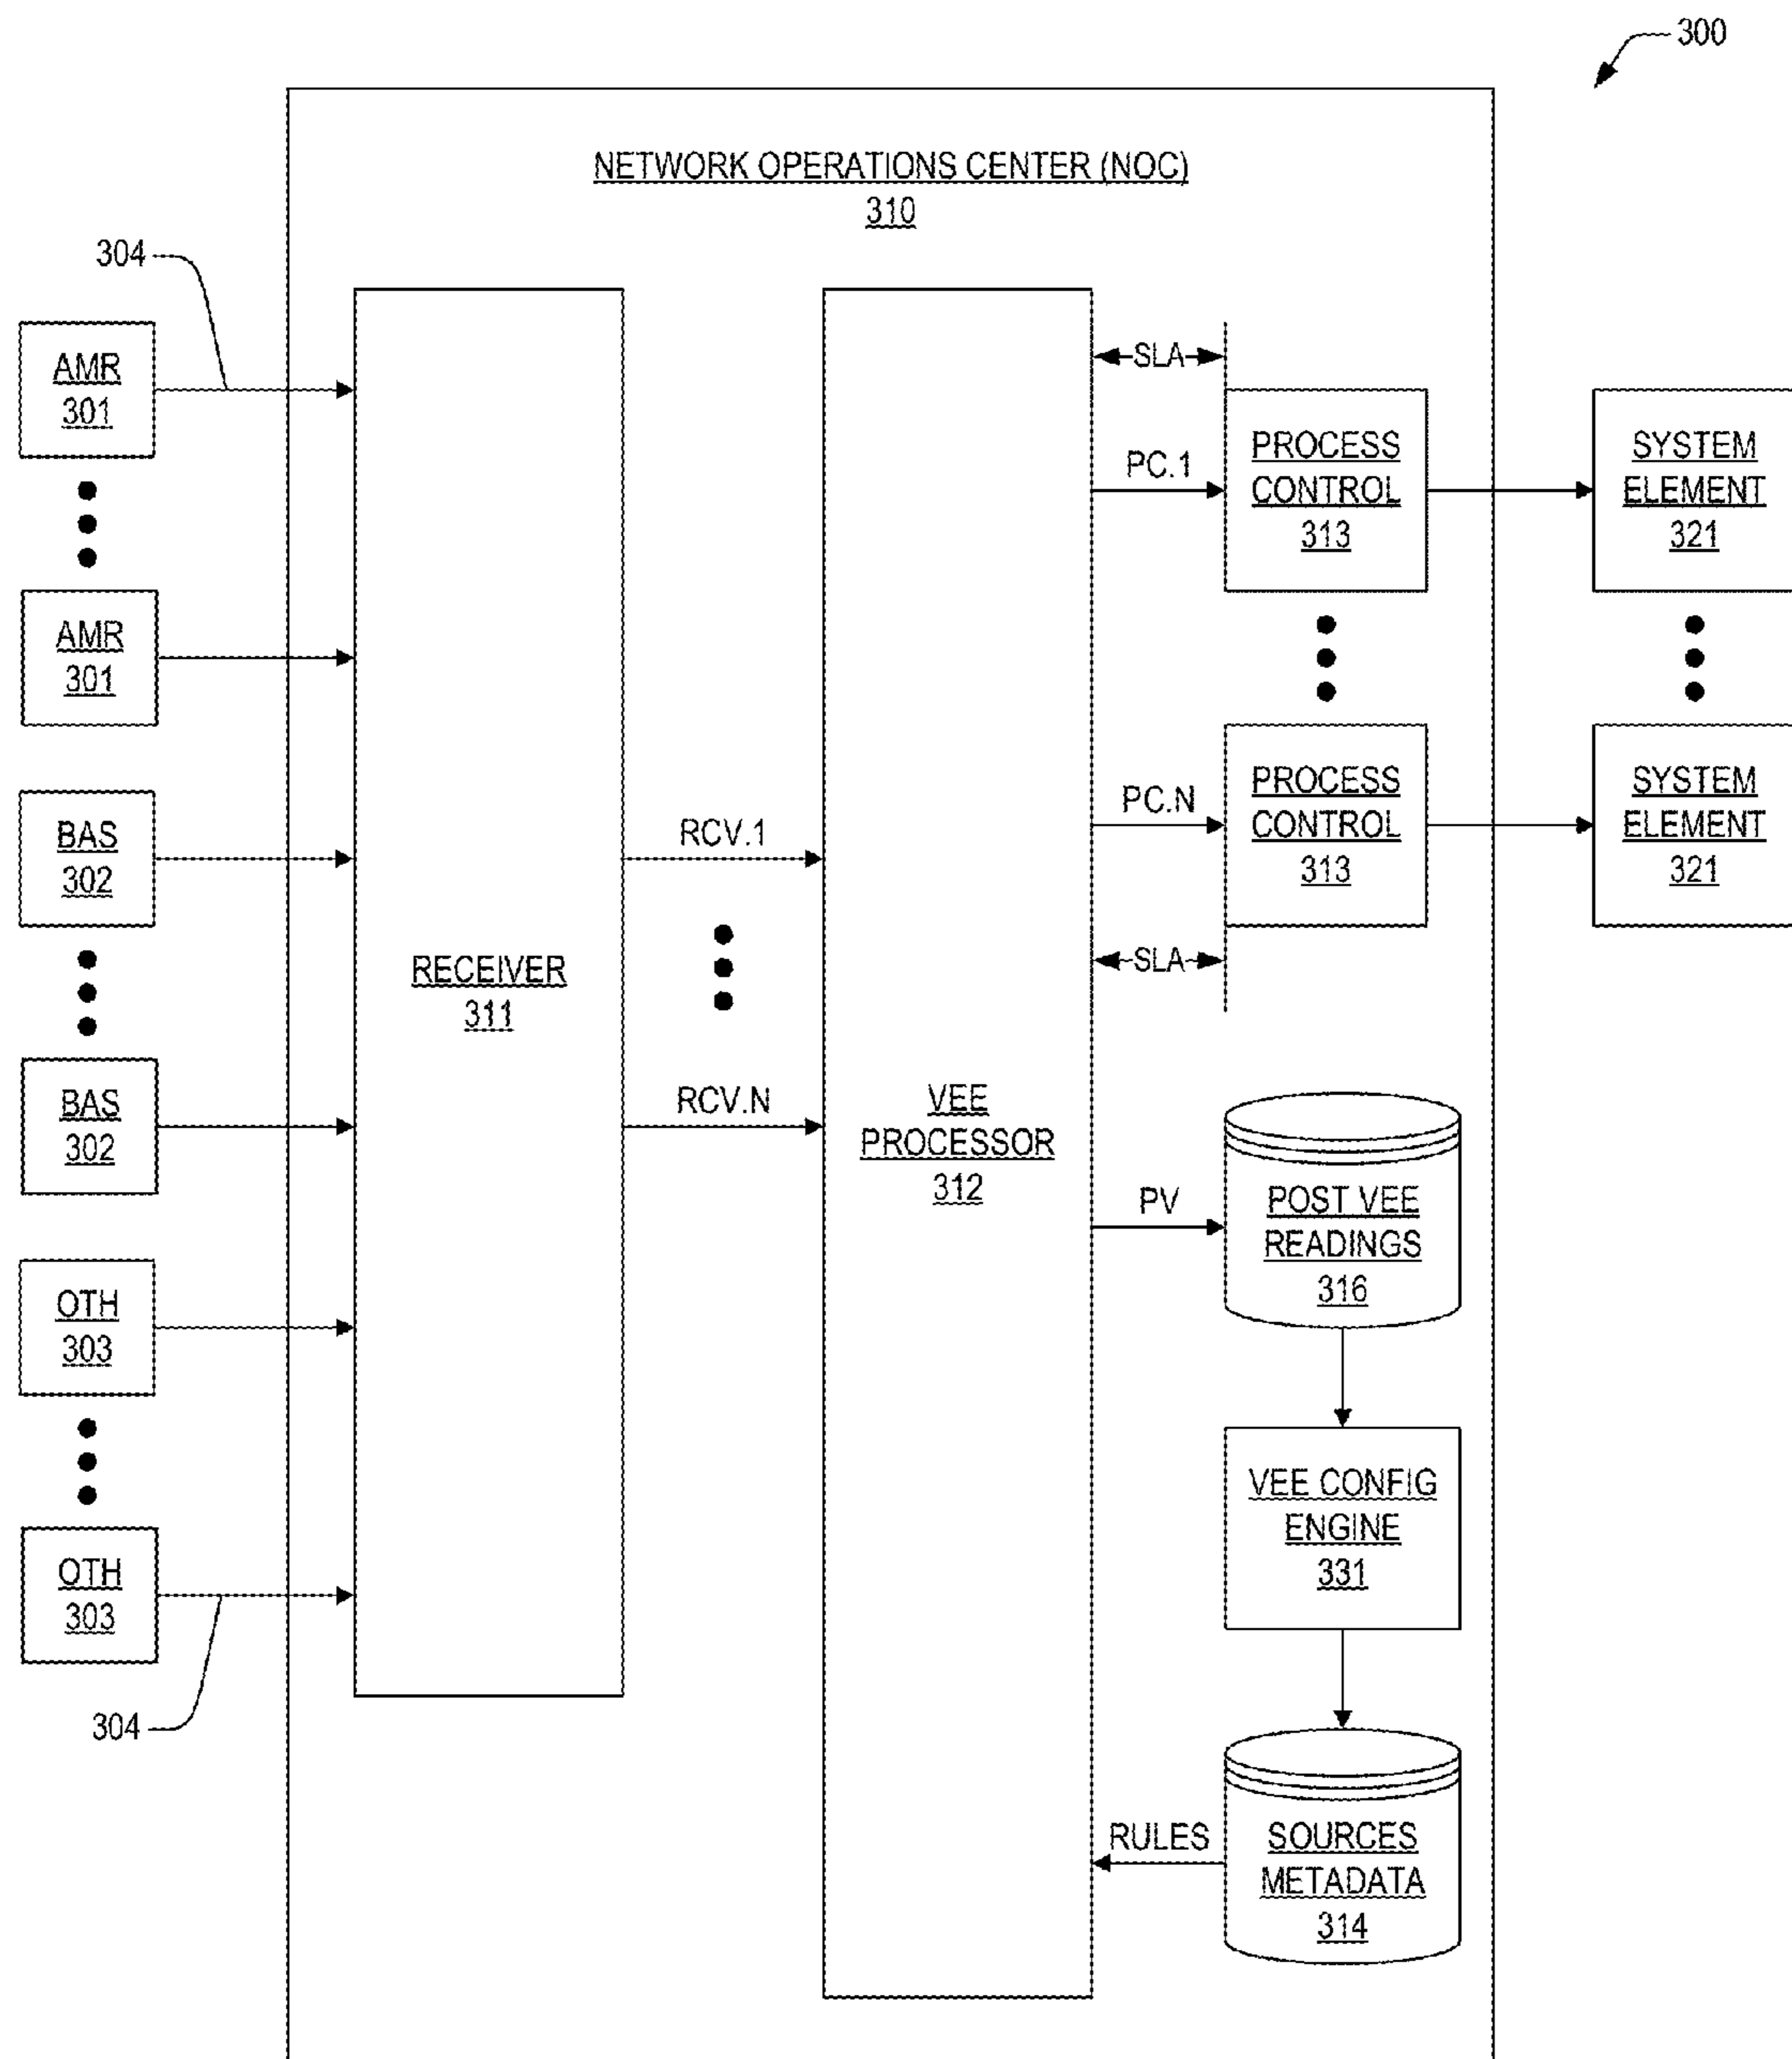 300
NETWORK OPERATIONS CENTER (NOC)
310
304
AMR
301
AMR
301
BAS
302
BAS
302
OTH
303
OTH
303
304
RECEIVER
311
RCV.1
RCV.N
VEE
PROCESSOR
312
SLA
PC.1
PROCESS
CONTROL
313
SYSTEM
ELEMENT
321
PC.N
PROCESS
CONTROL
313
SYSTEM
ELEMENT
321
SLA
PV
POST VEE
READINGS
316
VEE CONFIG
ENGINE
331
RULES
SOURCES
METADATA
314